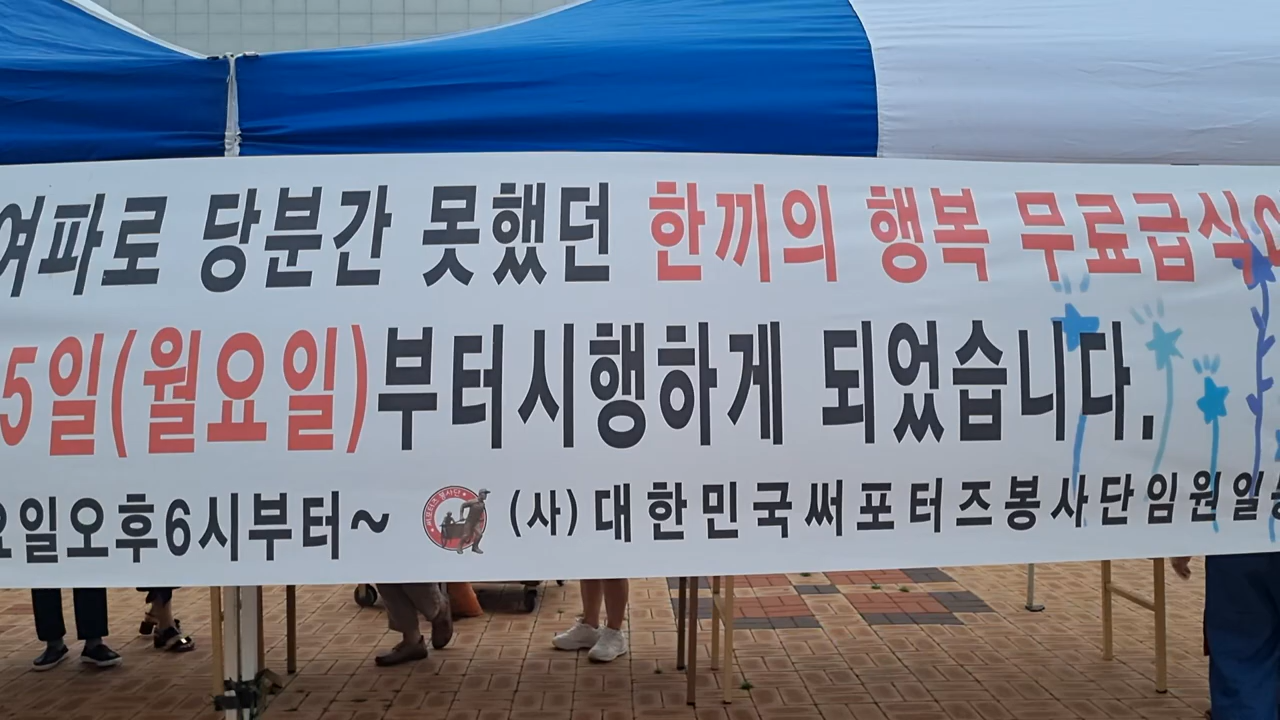 여파로 당분간 못했던 한끼의 행복 무료급식
5일(월요일)부터시행하게 되었습니다.
요일오후6시부터~ (사)대한민국써포터즈봉사단임원일